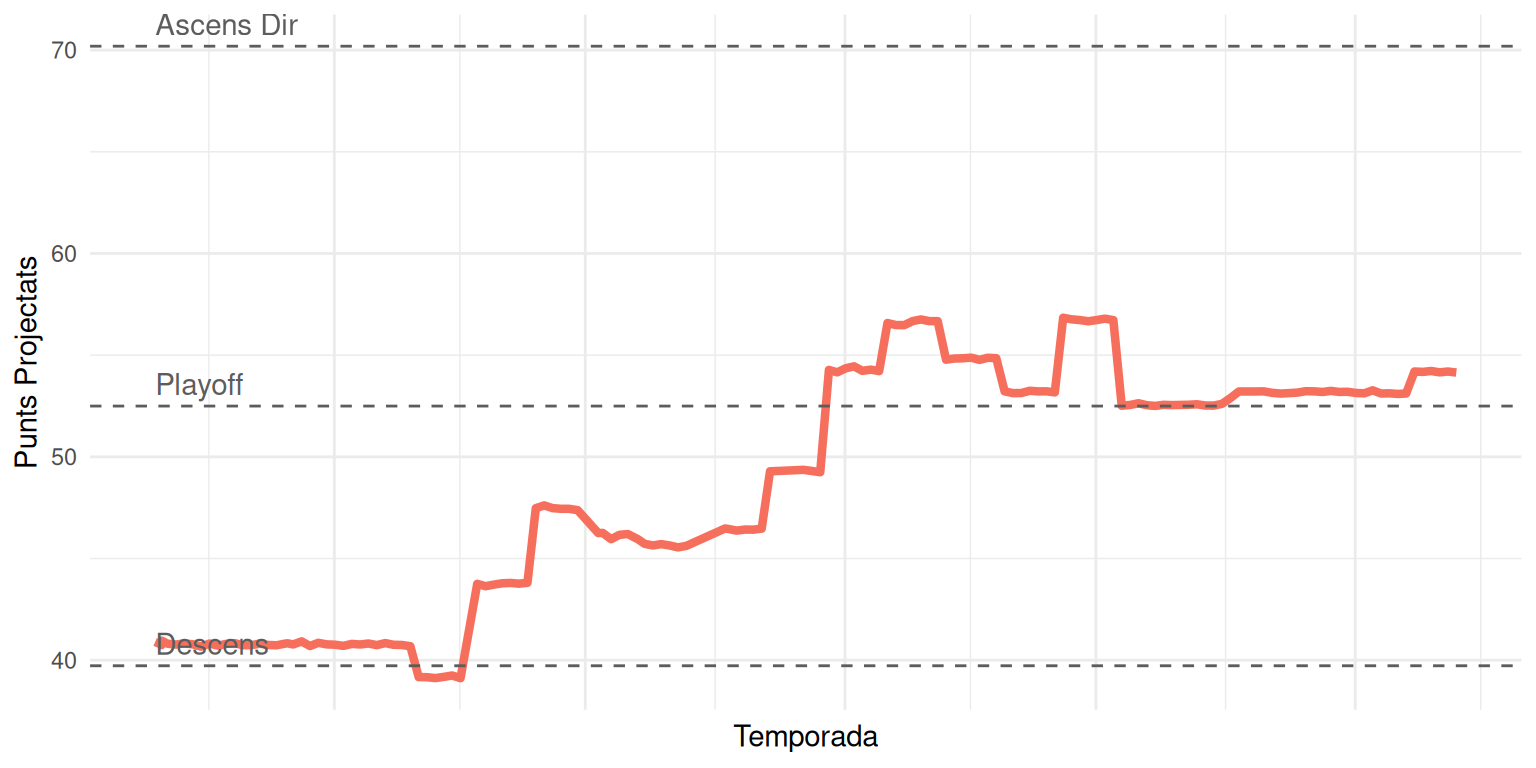 Ascens Dir
70
60
Punts Projectats
Playoff
50
Descens
40
Temporada